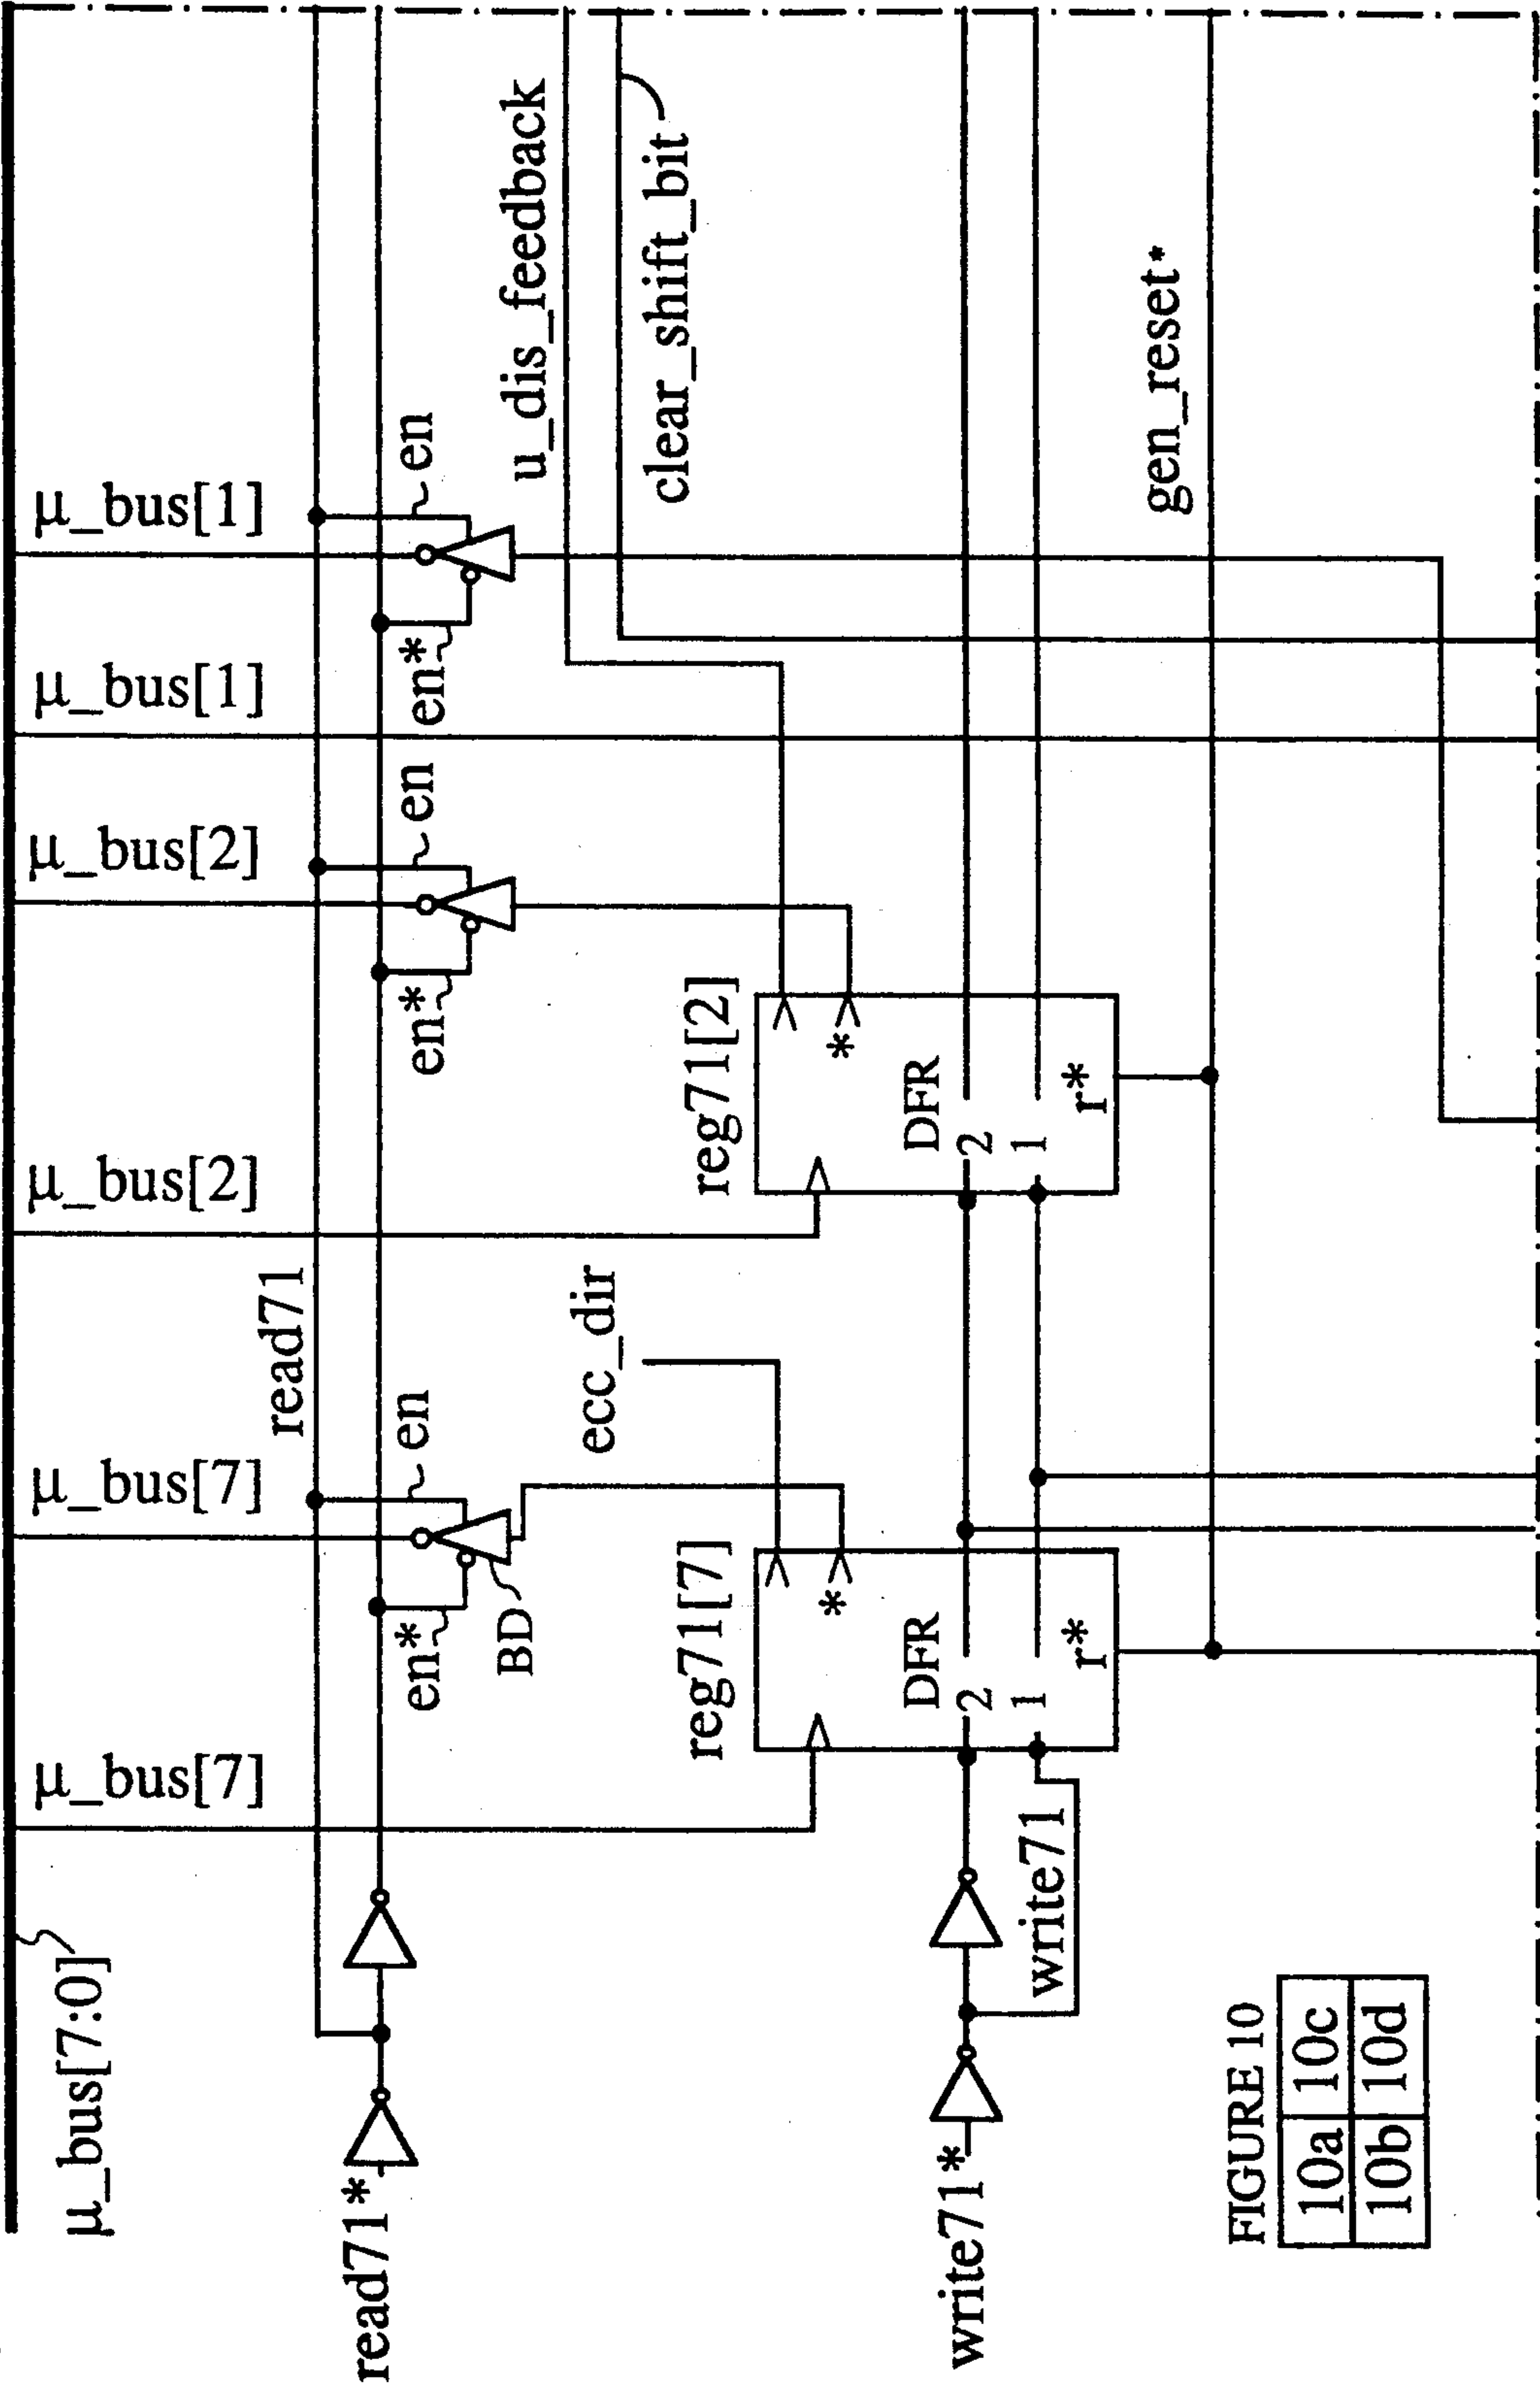 μ_bus[7:0]
μ_bus[7]
μ_bus[7]
μ_bus[2]
μ_bus[2]
μ_bus[1]
μ_bus[1]
read71
read71*
en*
en
BD
en*
en
en*
en
ecc_dir
u_dis_feedback
clear_shift_bit
reg71[7]
*
DFR
2
1
r*
reg71[2]
*
DFR
2
1
r*
write71*
write71
gen_reset*
FIGURE 10
10a 10c
10b 10d